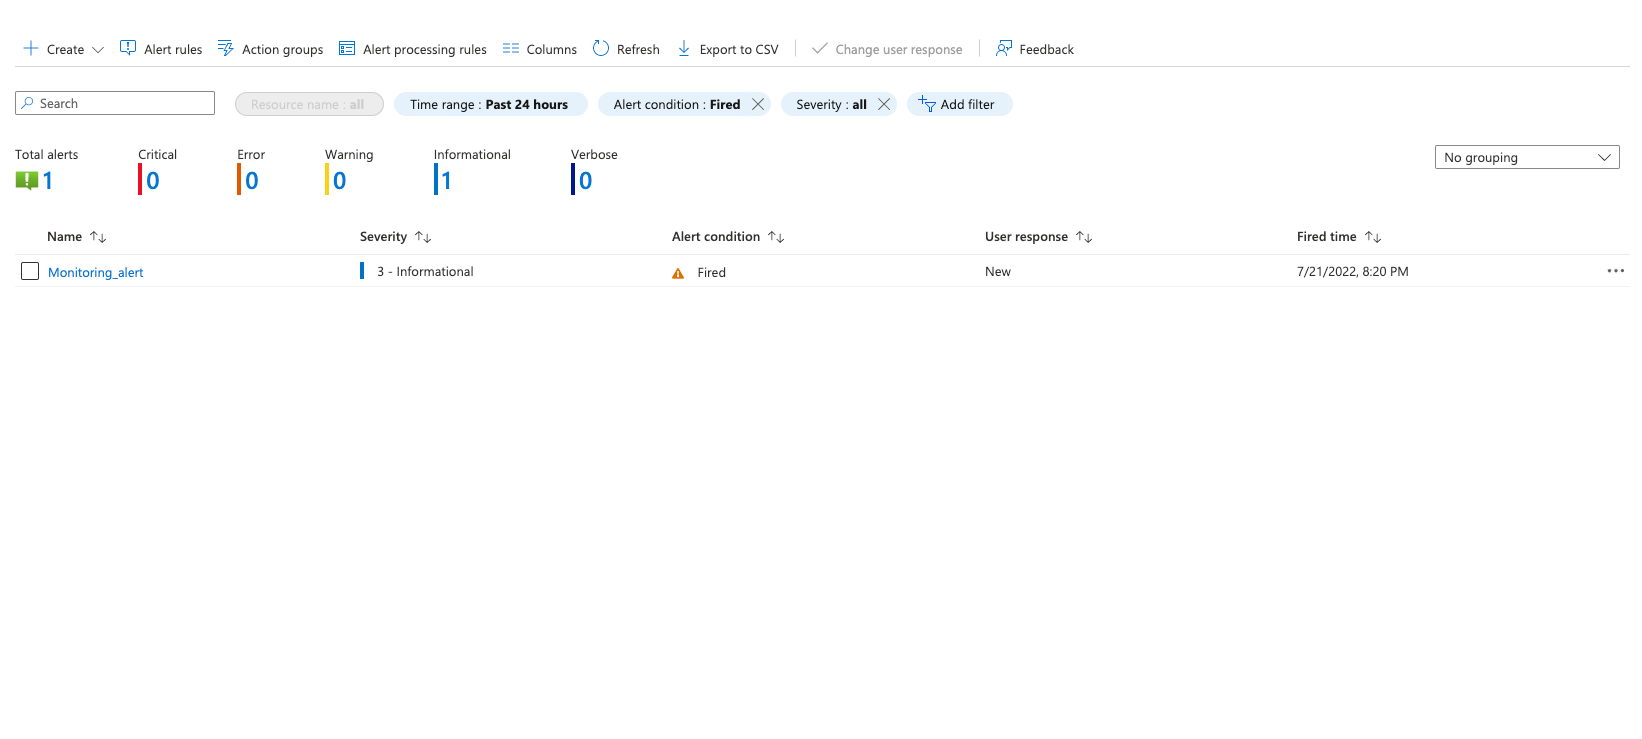 Create Alert rules Action groups Alert processing rules Columns Refresh Export to CSV Change user response Feedback
Search Resource name : all Time range : Past 24 hours Alert condition : Fired Severity : all Add filter
Total alerts Critical Error Warning Informational Verbose
No grouping
1 0 0 0 1 0
Name Severity Alert condition User response Fired time
Monitoring_alert 3 - Informational Fired New 7/21/2022, 8:20 PM